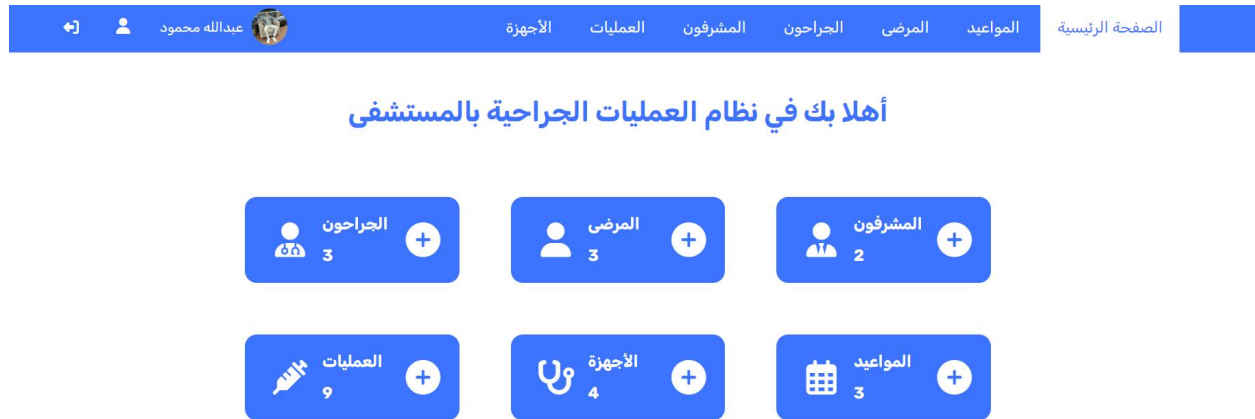 الصفحة الرئيسية المواعيد المرضى الجراحون المشرفون العمليات الأجهزة عبدالله محمود
أهلا بك في نظام العمليات الجراحية بالمستشفى
المشرفون المرضى الجراحون
2 3 3
المواعيد الأجهزة العمليات
3 4 9